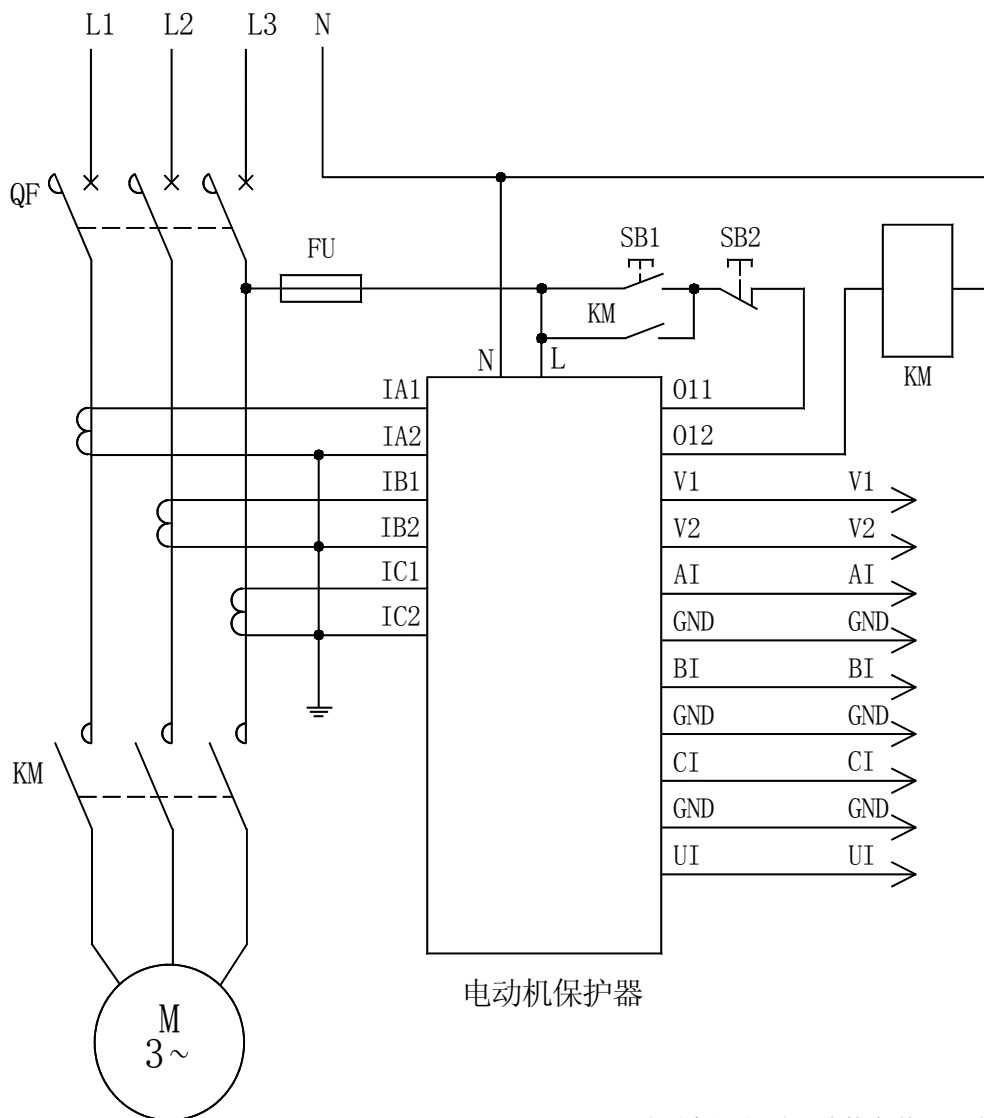 L1 L2 L3 N
QF
FU
SB1 SB2
KM
KM
N L
IA1
IA2
IB1
IB2
IC1
IC2
O11
O12
V1 V1
V2 V2
AI AI
GND GND
BI BI
GND GND
CI CI
GND GND
UI UI
KM
电动机保护器
M
3~